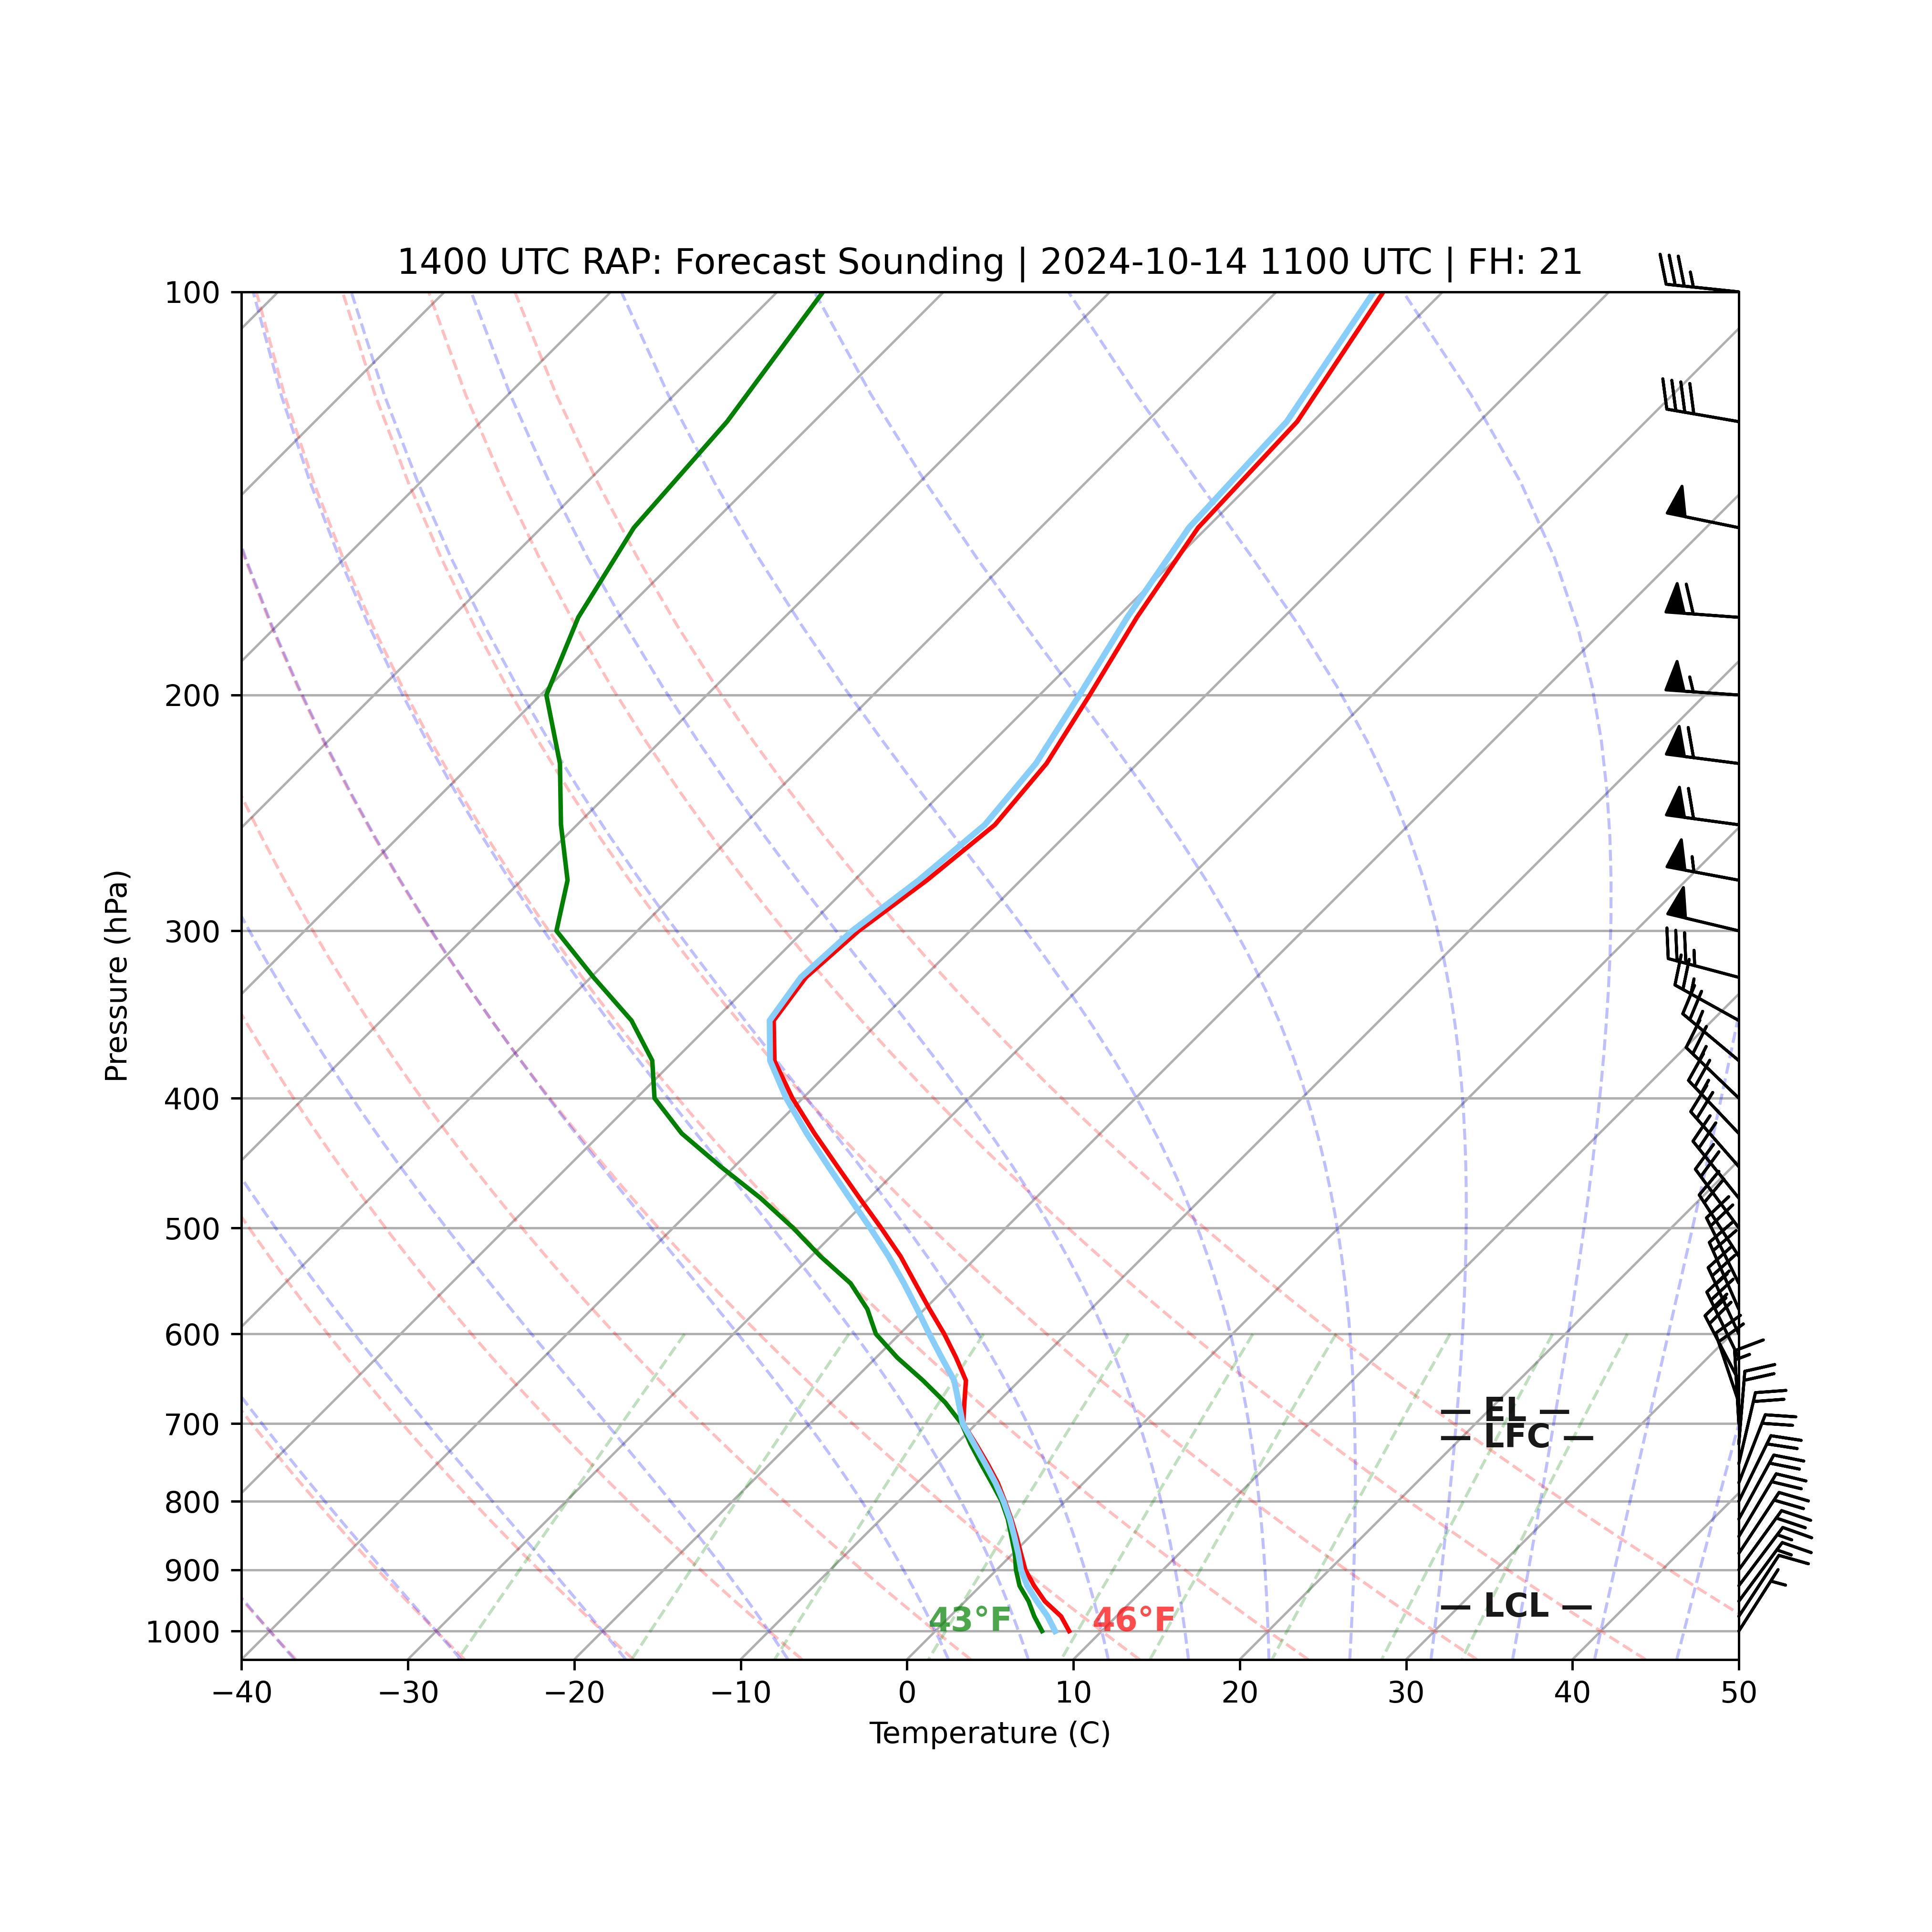 1400 UTC RAP: Forecast Sounding | 2024-10-14 1100 UTC | FH: 21
100
200
300
400
500
600
700
800
900
1000
Pressure (hPa)
— EL —
— LFC —
— LCL —
43°F
46°F
−40
−30
−20
−10
0
10
20
30
40
50
Temperature (C)